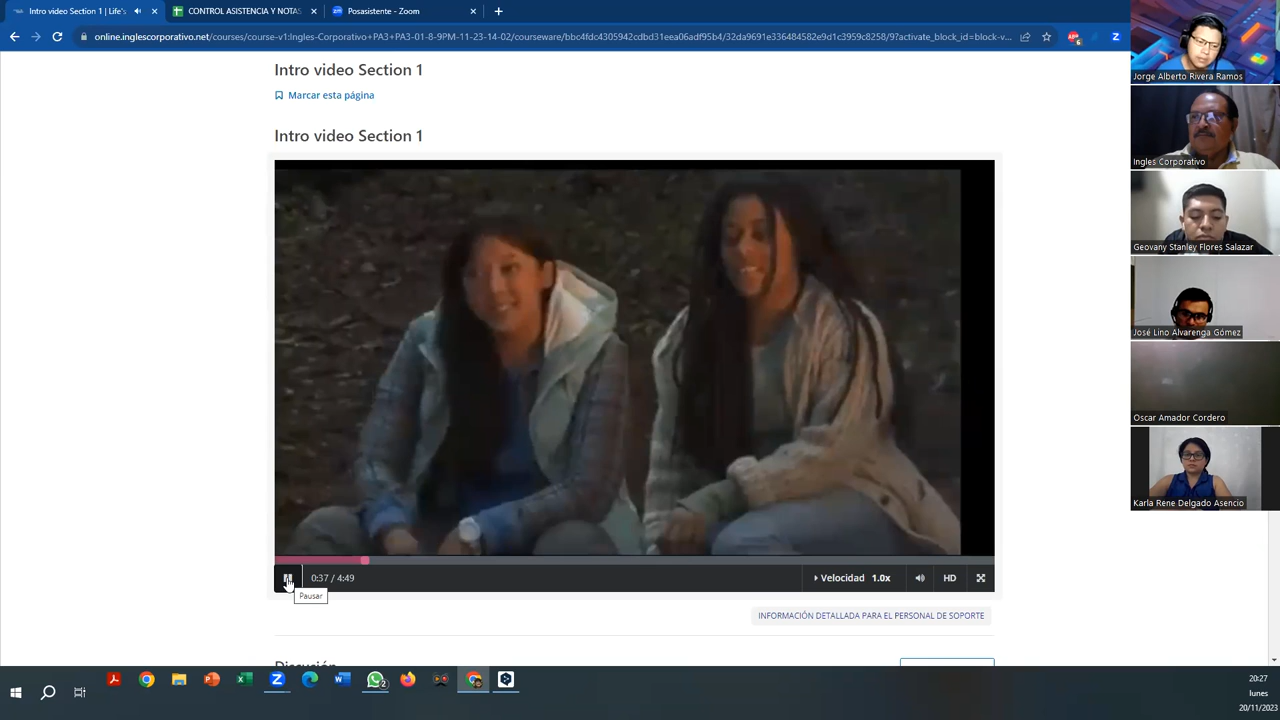 Intro video Section 1 | Life's
CONTROL ASISTENCIA Y NOTAS
Posasistente - Zoom
online.inglescorporativo.net/courses/course-v1:Ingles-Corporativo+PA3+PA3-01-8-9PM-11-23-14-02/courseware/bbc4fdc4305942cdbd31eea06adf95b4/32da9691e336484582e9d1c3959c8258/9?activate_block_id=block-v...
Intro video Section 1
Marcar esta página
Intro video Section 1
0:37 / 4:49
Velocidad 1.0x
HD
Pausar
INFORMACIÓN DETALLADA PARA EL PERSONAL DE SOPORTE
Discusión
Jorge Alberto Rivera Ramos
Ingles Corporativo
Geovany Stanley Flores Salazar
José Lino Alvarenga Gómez
Oscar Amador Cordero
Karla Rene Delgado Asencio
20:27
lunes
20/11/2023